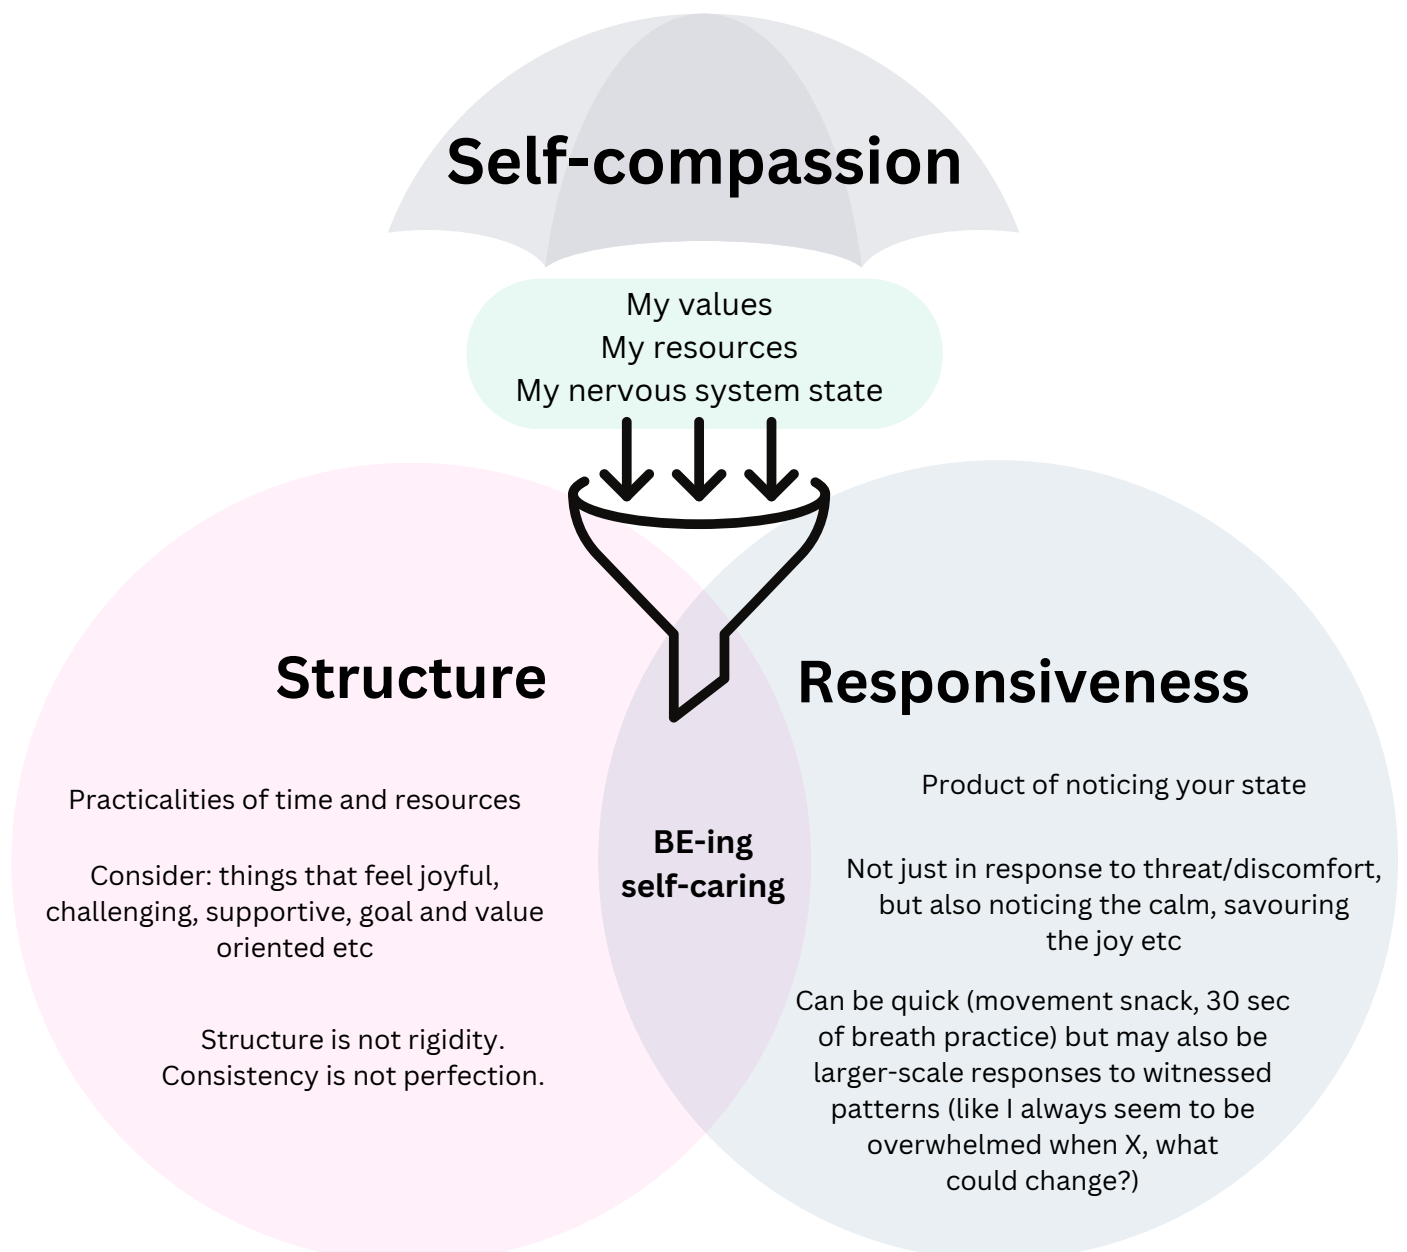 Self-compassion
My values
My resources
My nervous system state
Structure
Practicalities of time and resources
Consider: things that feel joyful,
challenging, supportive, goal and value
oriented etc
Structure is not rigidity.
Consistency is not perfection.
BE-ing
self-caring
Responsiveness
Product of noticing your state
Not just in response to threat/discomfort,
but also noticing the calm, savouring
the joy etc
Can be quick (movement snack, 30 sec
of breath practice) but may also be
larger-scale responses to witnessed
patterns (like I always seem to be
overwhelmed when X, what
could change?)